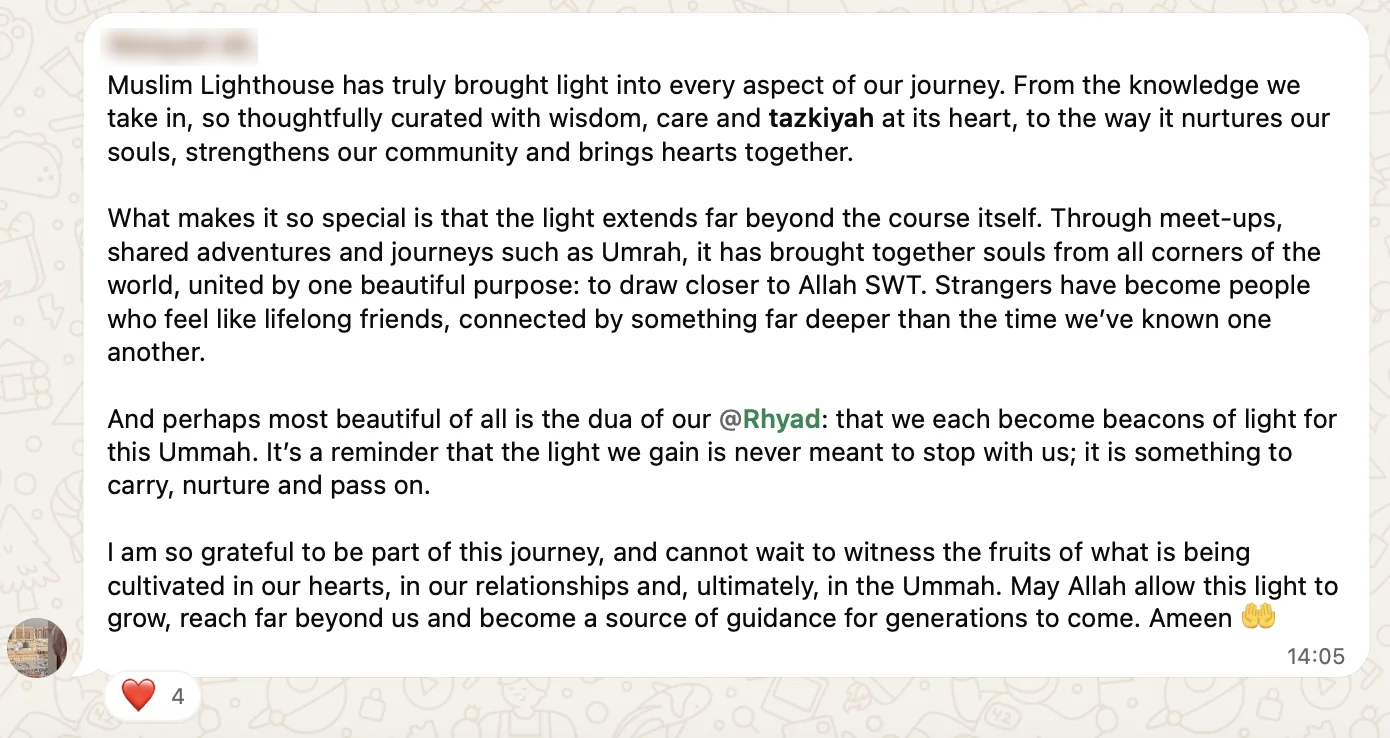 Muslim Lighthouse has truly brought light into every aspect of our journey. From the knowledge we
take in, so thoughtfully curated with wisdom, care and tazkiyah at its heart, to the way it nurtures our
souls, strengthens our community and brings hearts together.
What makes it so special is that the light extends far beyond the course itself. Through meet-ups,
shared adventures and journeys such as Umrah, it has brought together souls from all corners of the
world, united by one beautiful purpose: to draw closer to Allah SWT. Strangers have become people
who feel like lifelong friends, connected by something far deeper than the time we’ve known one
another.
And perhaps most beautiful of all is the dua of our @Rhyad: that we each become beacons of light for
this Ummah. It’s a reminder that the light we gain is never meant to stop with us; it is something to
carry, nurture and pass on.
I am so grateful to be part of this journey, and cannot wait to witness the fruits of what is being
cultivated in our hearts, in our relationships and, ultimately, in the Ummah. May Allah allow this light to
grow, reach far beyond us and become a source of guidance for generations to come. Ameen 🤲
14:05
❤️ 4